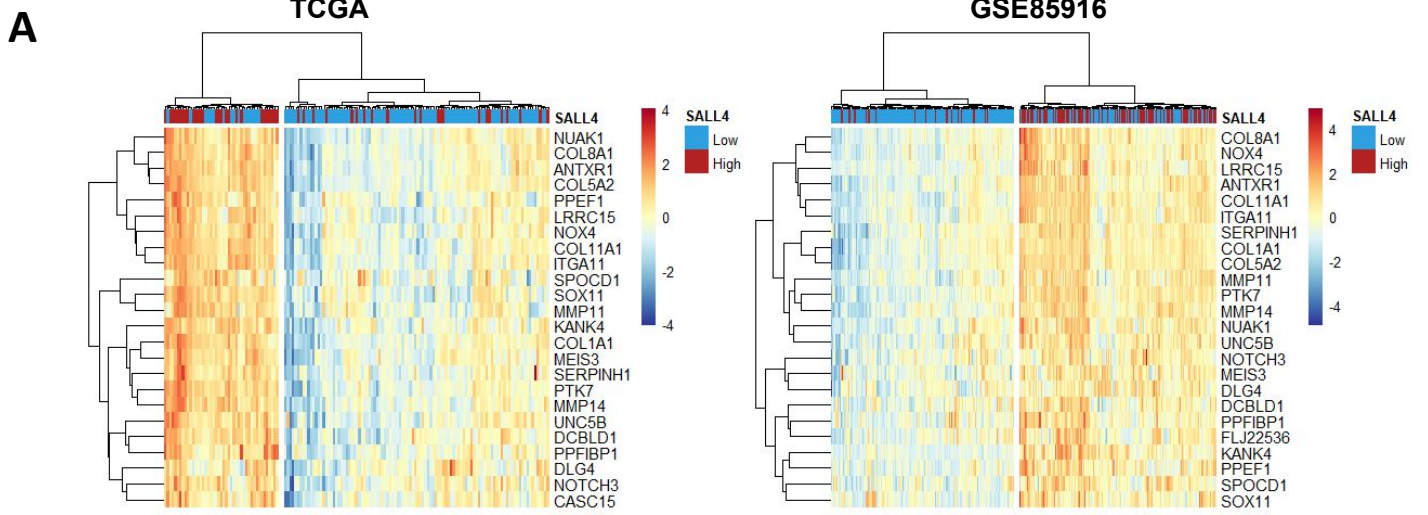 A
TCGA
GSE85916
SALL4
NUAK1
COL8A1
ANTXR1
COL5A2
PPEF1
LRRC15
NOX4
COL11A1
ITGA11
SPOCD1
SOX11
MMP11
KANK4
COL1A1
MEIS3
SERPINH1
PTK7
MMP14
UNC5B
DCBLD1
PPFIBP1
DLG4
NOTCH3
CASC15
4
2
0
-2
-4
SALL4
Low
High
SALL4
COL8A1
NOX4
LRRC15
ANTXR1
COL11A1
ITGA11
SERPINH1
COL1A1
COL5A2
MMP11
PTK7
MMP14
NUAK1
UNC5B
NOTCH3
MEIS3
DLG4
DCBLD1
PPFIBP1
FLJ22536
KANK4
PPEF1
SPOCD1
SOX11
4
2
0
-2
-4
SALL4
Low
High